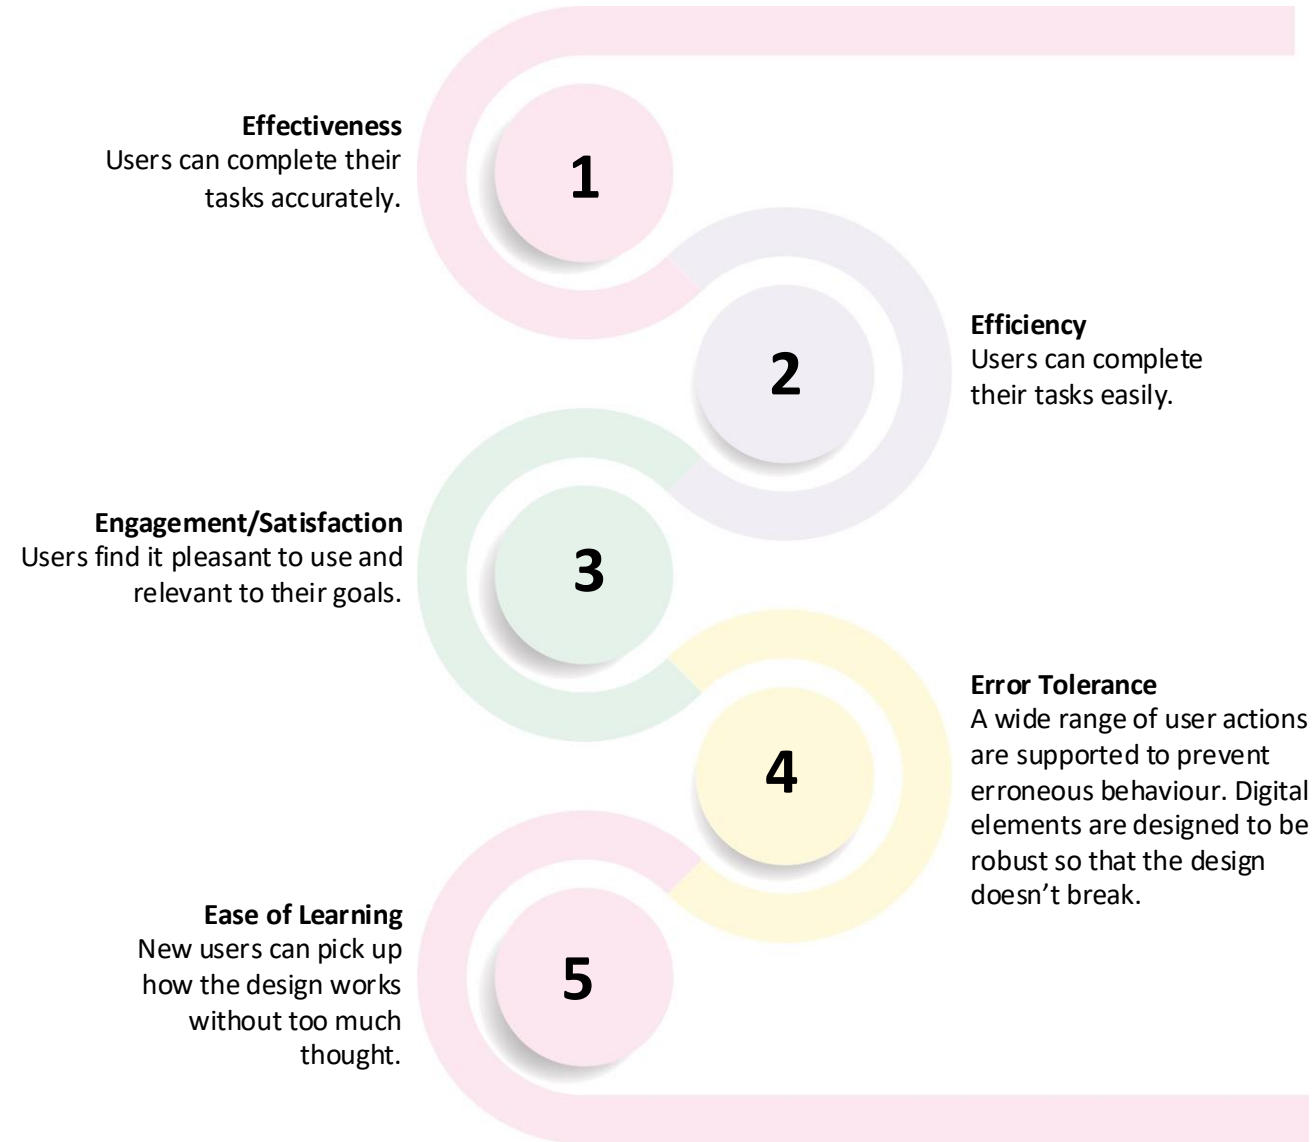 1
Effectiveness
Users can complete their
tasks accurately.
2
Efficiency
Users can complete
their tasks easily.
3
Engagement/Satisfaction
Users find it pleasant to use and
relevant to their goals.
4
Error Tolerance
A wide range of user actions
are supported to prevent
erroneous behaviour. Digital
elements are designed to be
robust so that the design
doesn’t break.
5
Ease of Learning
New users can pick up
how the design works
without too much
thought.